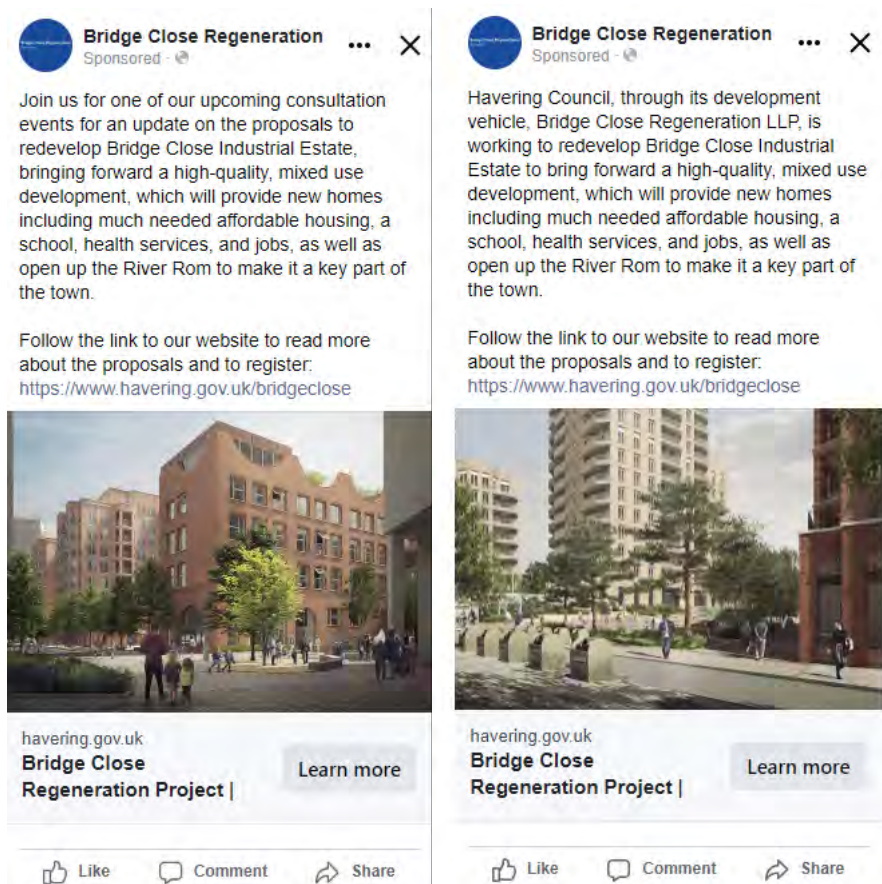 Bridge Close Regeneration
Sponsored ·
Join us for one of our upcoming consultation
events for an update on the proposals to
redevelop Bridge Close Industrial Estate,
bringing forward a high-quality, mixed use
development, which will provide new homes
including much needed affordable housing, a
school, health services, and jobs, as well as
open up the River Rom to make it a key part of
the town.
Follow the link to our website to read more
about the proposals and to register:
https://www.havering.gov.uk/bridgeclose
havering.gov.uk
Bridge Close
Regeneration Project |
Learn more
Like
Comment
Share
Bridge Close Regeneration
Sponsored ·
Havering Council, through its development
vehicle, Bridge Close Regeneration LLP, is
working to redevelop Bridge Close Industrial
Estate to bring forward a high-quality, mixed use
development, which will provide new homes
including much needed affordable housing, a
school, health services, and jobs, as well as
open up the River Rom to make it a key part of
the town.
Follow the link to our website to read more
about the proposals and to register:
https://www.havering.gov.uk/bridgeclose
havering.gov.uk
Bridge Close
Regeneration Project |
Learn more
Like
Comment
Share